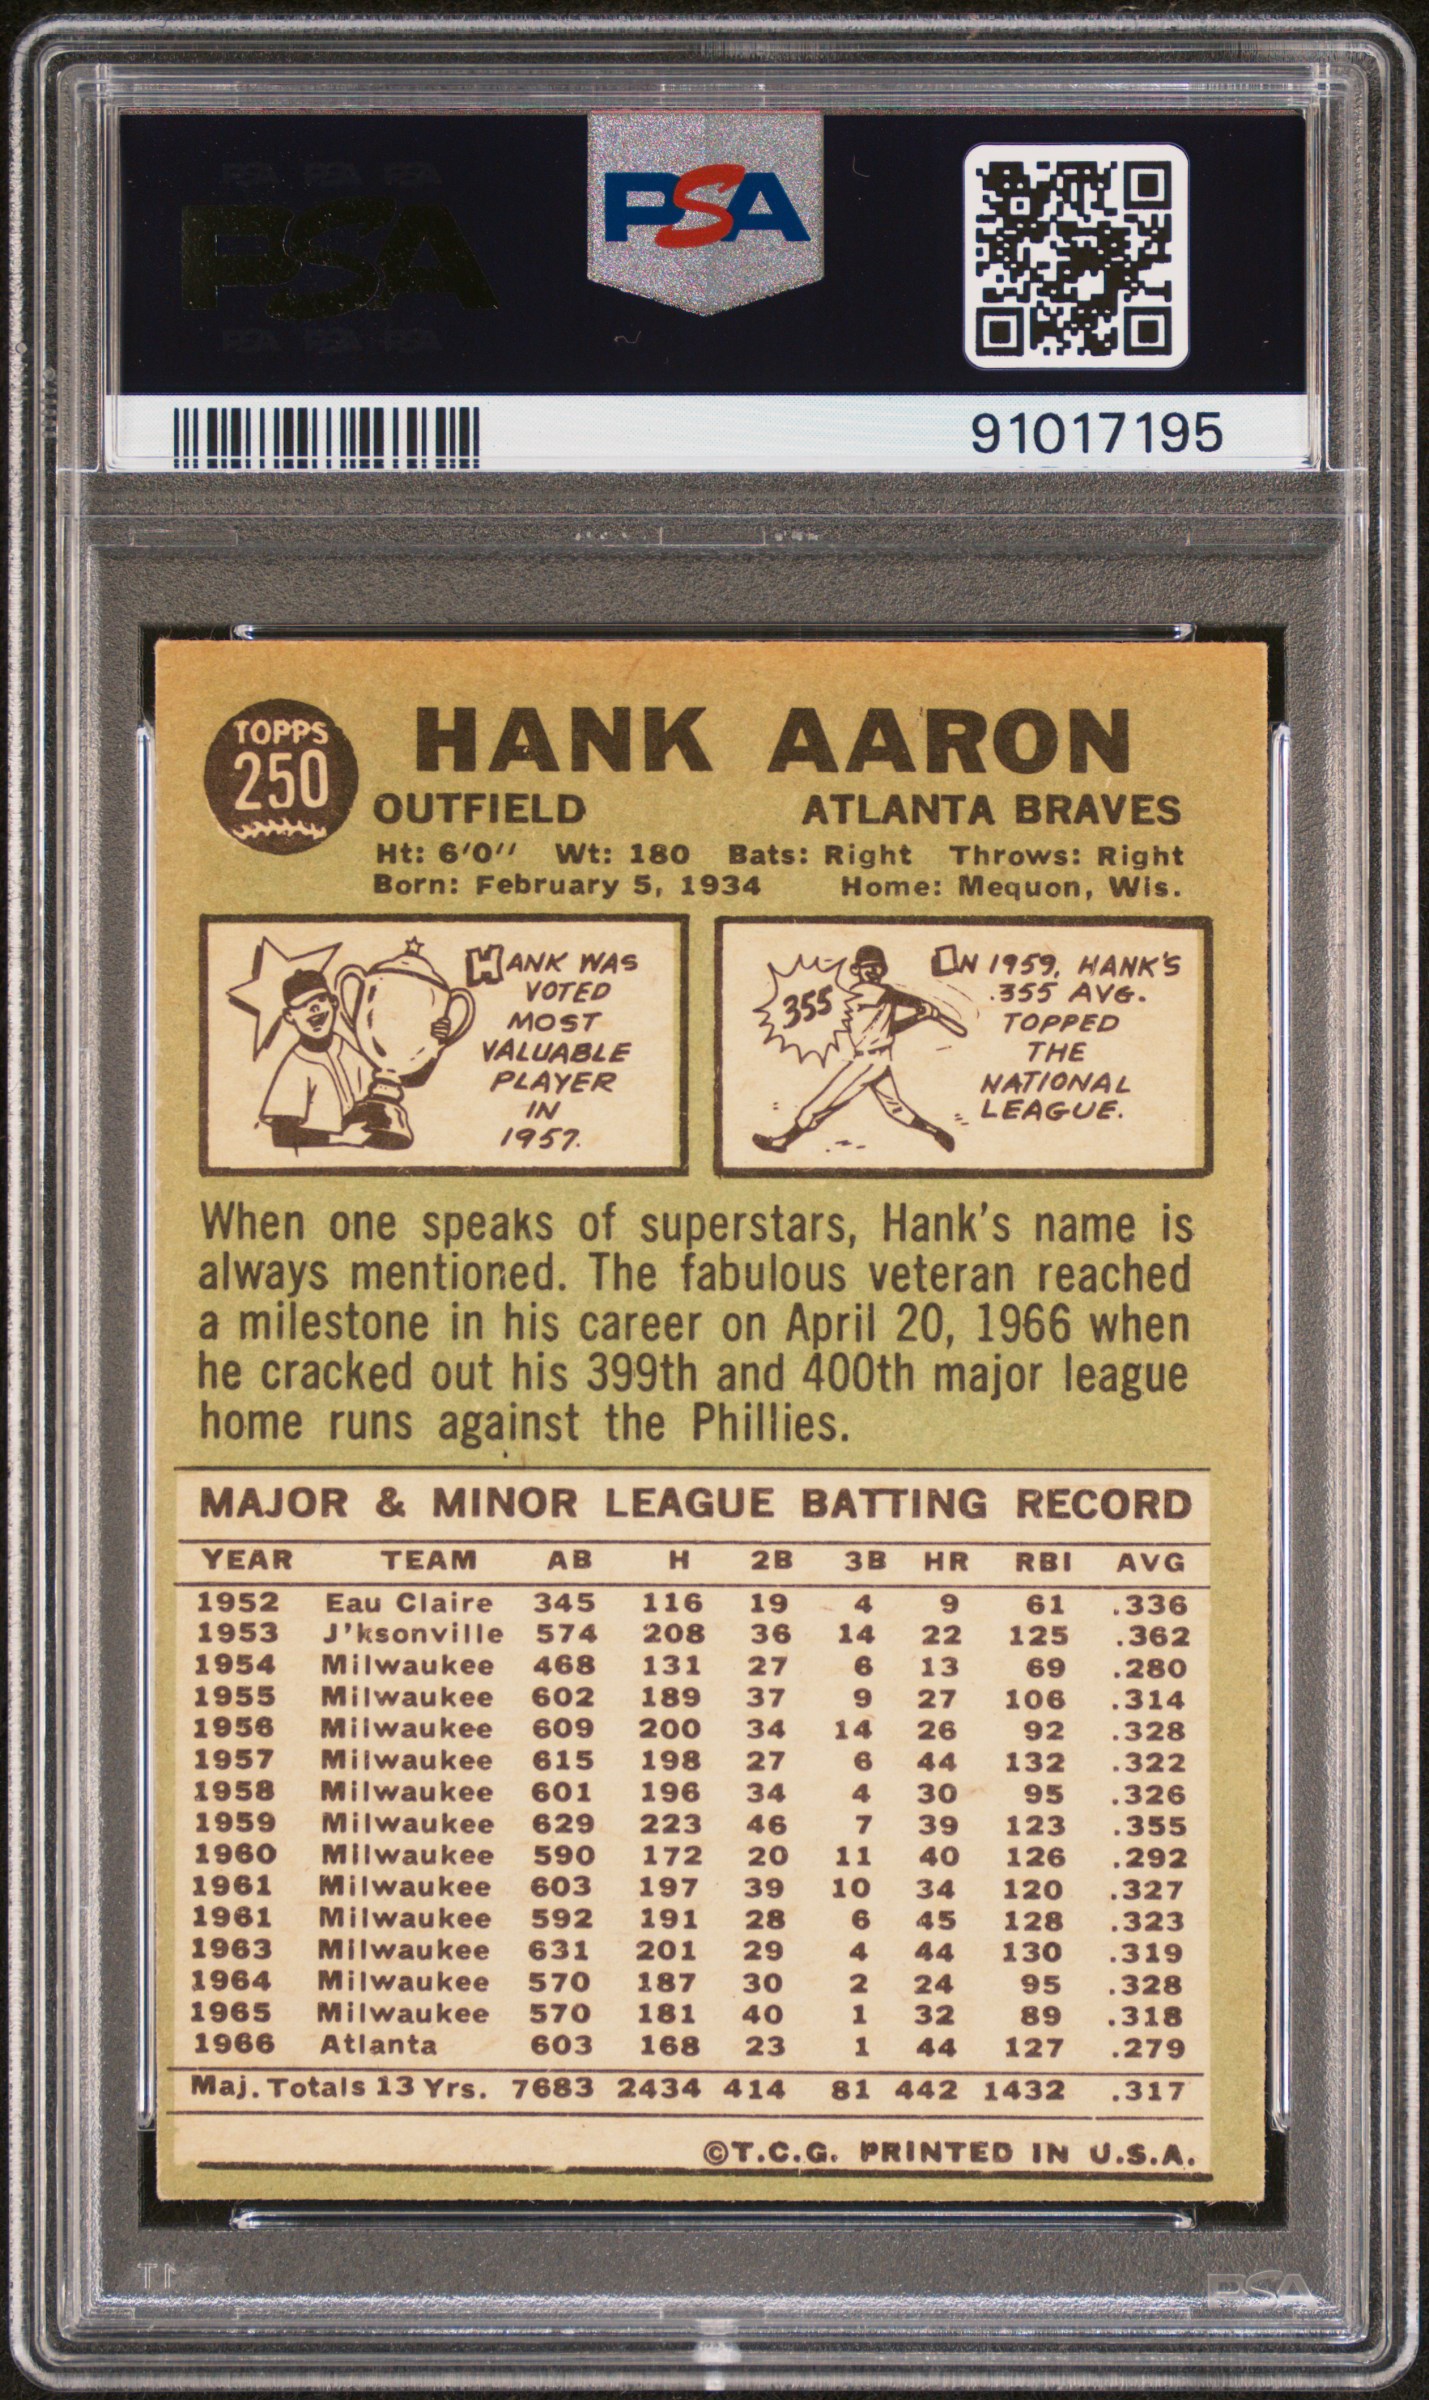 PSA PSA PSA
PSA
PSA PSA PSA
PSA
91017195
TOPPS
250
HANK AARON
OUTFIELD ATLANTA BRAVES
Ht: 6'0" Wt: 180 Bats: Right Throws: Right
Born: February 5, 1934 Home: Mequon, Wis.
HANK WAS
VOTED
MOST
VALUABLE
PLAYER
IN
1957.
355
IN 1959, HANK'S
.355 AVG.
TOPPED
THE
NATIONAL
LEAGUE.
When one speaks of superstars, Hank's name is
always mentioned. The fabulous veteran reached
a milestone in his career on April 20, 1966 when
he cracked out his 399th and 400th major league
home runs against the Phillies.
MAJOR & MINOR LEAGUE BATTING RECORD
YEAR TEAM AB H 2B 3B HR RBI AVG
1952 Eau Claire 345 116 19 4 9 61 .336
1953 J'ksonville 574 208 36 14 22 125 .362
1954 Milwaukee 468 131 27 6 13 69 .280
1955 Milwaukee 602 189 37 9 27 106 .314
1956 Milwaukee 609 200 34 14 26 92 .328
1957 Milwaukee 615 198 27 6 44 132 .322
1958 Milwaukee 601 196 34 4 30 95 .326
1959 Milwaukee 629 223 46 7 39 123 .355
1960 Milwaukee 590 172 20 11 40 126 .292
1961 Milwaukee 603 197 39 10 34 120 .327
1961 Milwaukee 592 191 28 6 45 128 .323
1963 Milwaukee 631 201 29 4 44 130 .319
1964 Milwaukee 570 187 30 2 24 95 .328
1965 Milwaukee 570 181 40 1 32 89 .318
1966 Atlanta 603 168 23 1 44 127 .279
Maj. Totals 13 Yrs. 7683 2434 414 81 442 1432 .317
©T.C.G. PRINTED IN U.S.A.
PSA